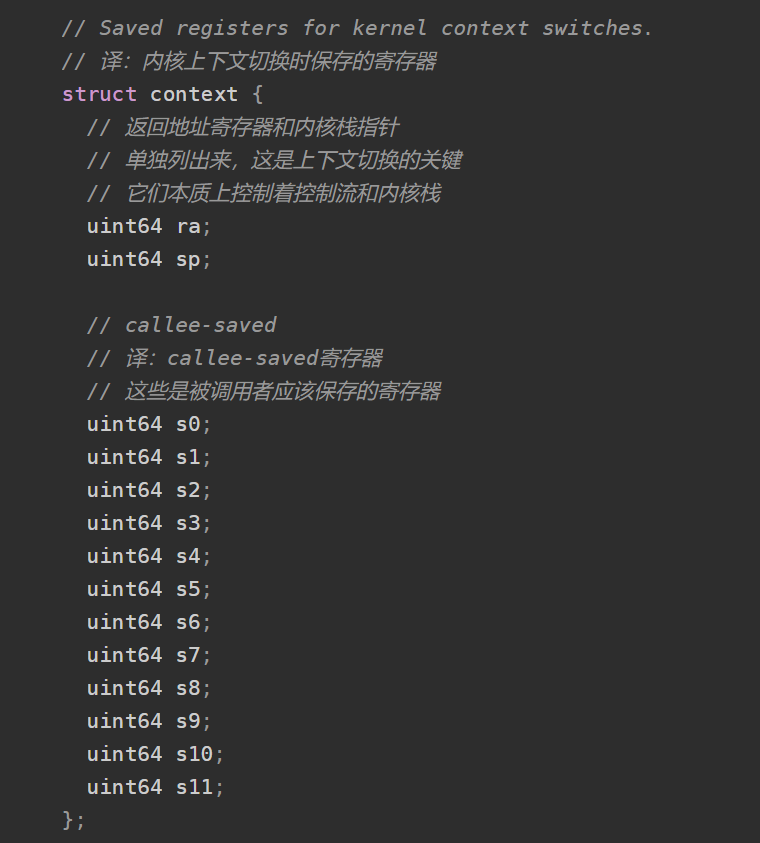 // Saved registers for kernel context switches.
// 译：内核上下文切换时保存的寄存器
struct context {
// 返回地址寄存器和内核栈指针
// 单独列出来，这是上下文切换的关键
// 它们本质上控制着控制流和内核栈
uint64 ra;
uint64 sp;
// callee-saved
// 译：callee-saved寄存器
// 这些是被调用者应该保存的寄存器
uint64 s0;
uint64 s1;
uint64 s2;
uint64 s3;
uint64 s4;
uint64 s5;
uint64 s6;
uint64 s7;
uint64 s8;
uint64 s9;
uint64 s10;
uint64 s11;
};